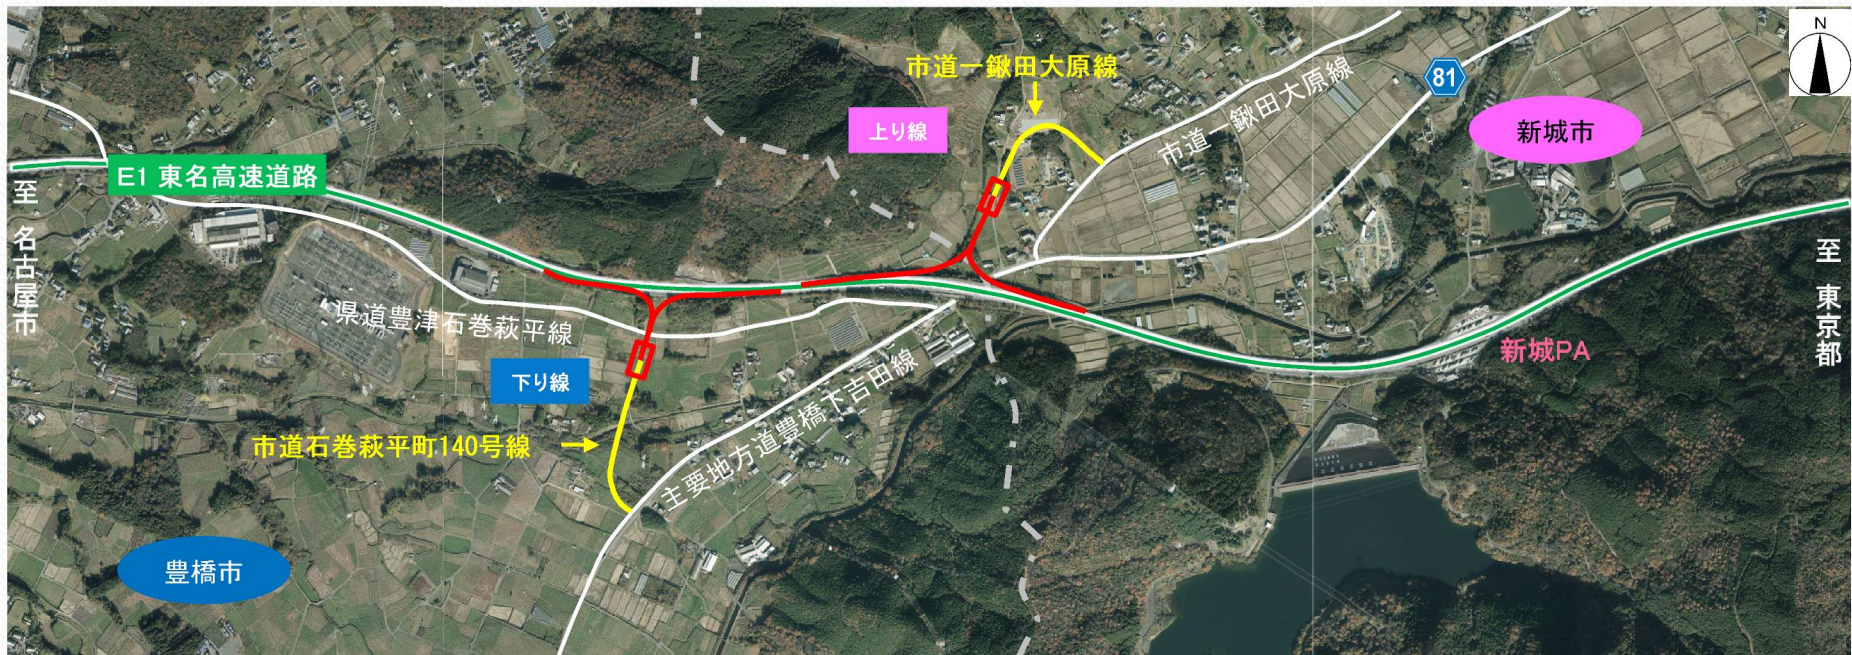 N
市道一鍬田大原線
上り線
81
新城市
市道一鍬田大原線
E1 東名高速道路
至 名古屋市
至 東京都
県道豊津石巻萩平線
下り線
新城PA
市道石巻萩平町140号線
主要地方道豊橋下吉田線
豊橋市